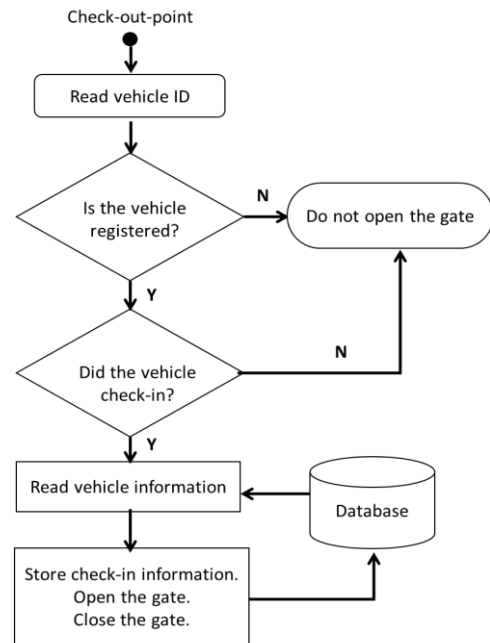 Check-out-point
Read vehicle ID
Is the vehicle
registered?
N
Do not open the gate
Y
Did the vehicle
check-in?
N
Y
Read vehicle information
Database
Store check-in information.
Open the gate.
Close the gate.